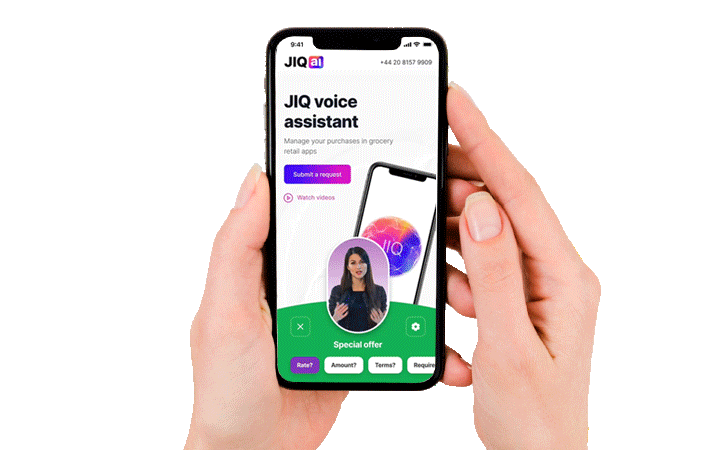 9:41
JIQ ai
+44 20 8157 9909
JIQ voice
assistant
Manage your purchases in grocery
retail apps
Submit a request
Watch videos
JIQ
Special offer
Rate?
Amount?
Terms?
Require